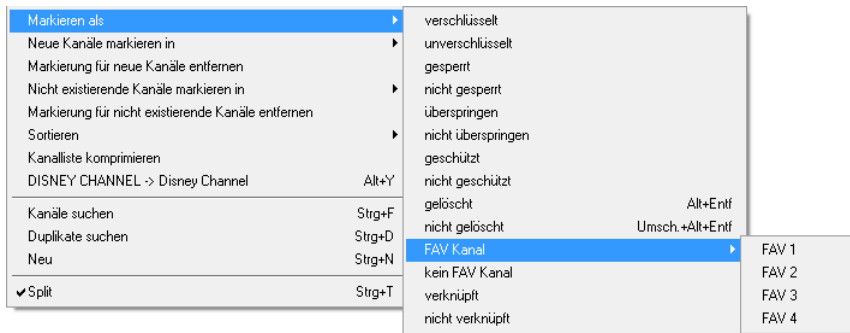 Markieren als
Neue Kanäle markieren in
Markierung für neue Kanäle entfernen
Nicht existierende Kanäle markieren in
Markierung für nicht existierende Kanäle entfernen
Sortieren
Kanalliste komprimieren
DISNEY CHANNEL -> Disney Channel Alt+Y
Kanäle suchen Strg+F
Duplikate suchen Strg+D
Neu Strg+N
Split Strg+T
verschlüsselt
unverschlüsselt
gesperrt
nicht gesperrt
überspringen
nicht überspringen
geschützt
nicht geschützt
gelöscht Alt+Entf
nicht gelöscht Umsch.+Alt+Entf
FAV Kanal
kein FAV Kanal
verknüpft
nicht verknüpft
FAV 1
FAV 2
FAV 3
FAV 4